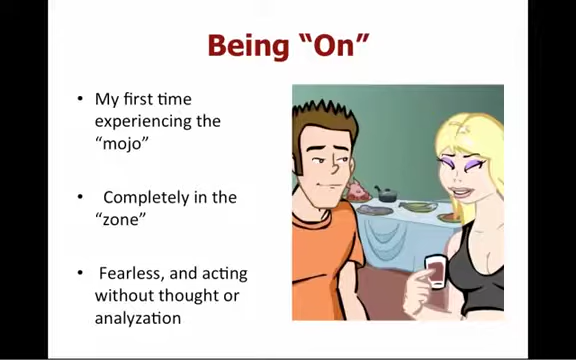 Being “On”
• My first time
experiencing the
“mojo”
• Completely in the
“zone”
• Fearless, and acting
without thought or
analyzation